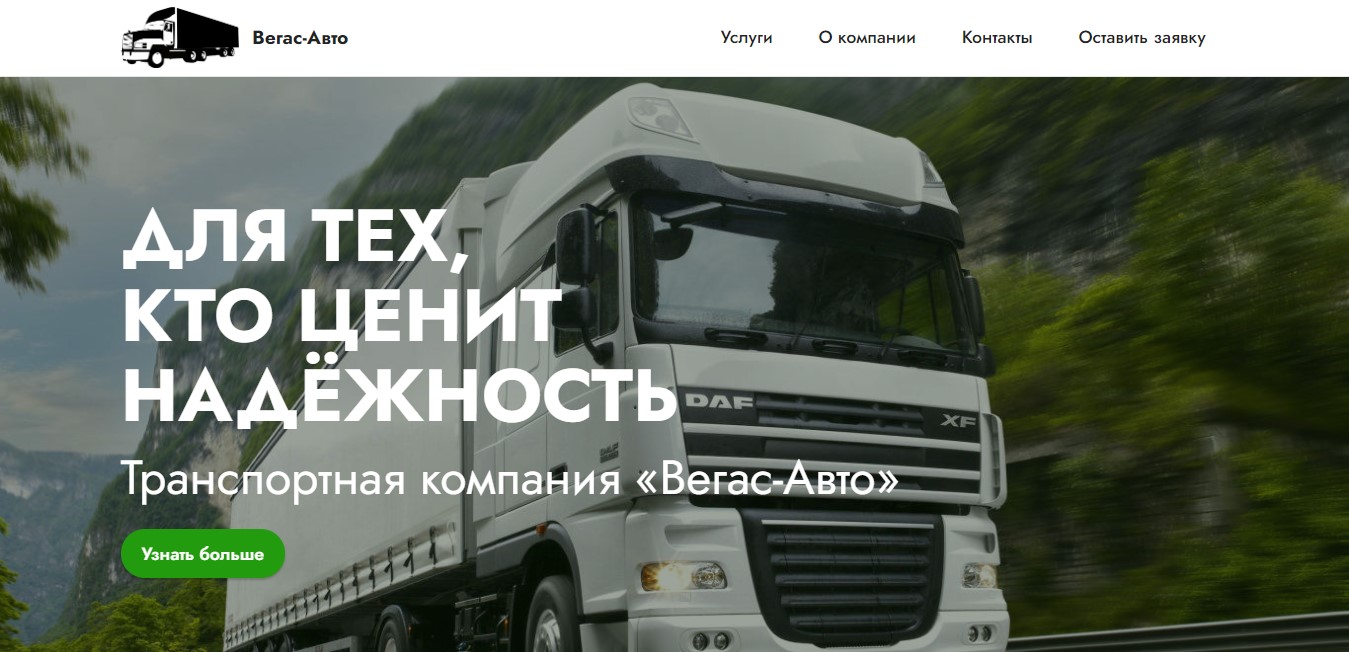 Вегас-Авто
Услуги
О компании
Контакты
Оставить заявку
ДЛЯ ТЕХ,
КТО ЦЕНИТ
НАДЁЖНОСТЬ
DAF
XF
Транспортная компания «Вегас-Авто»
Узнать больше